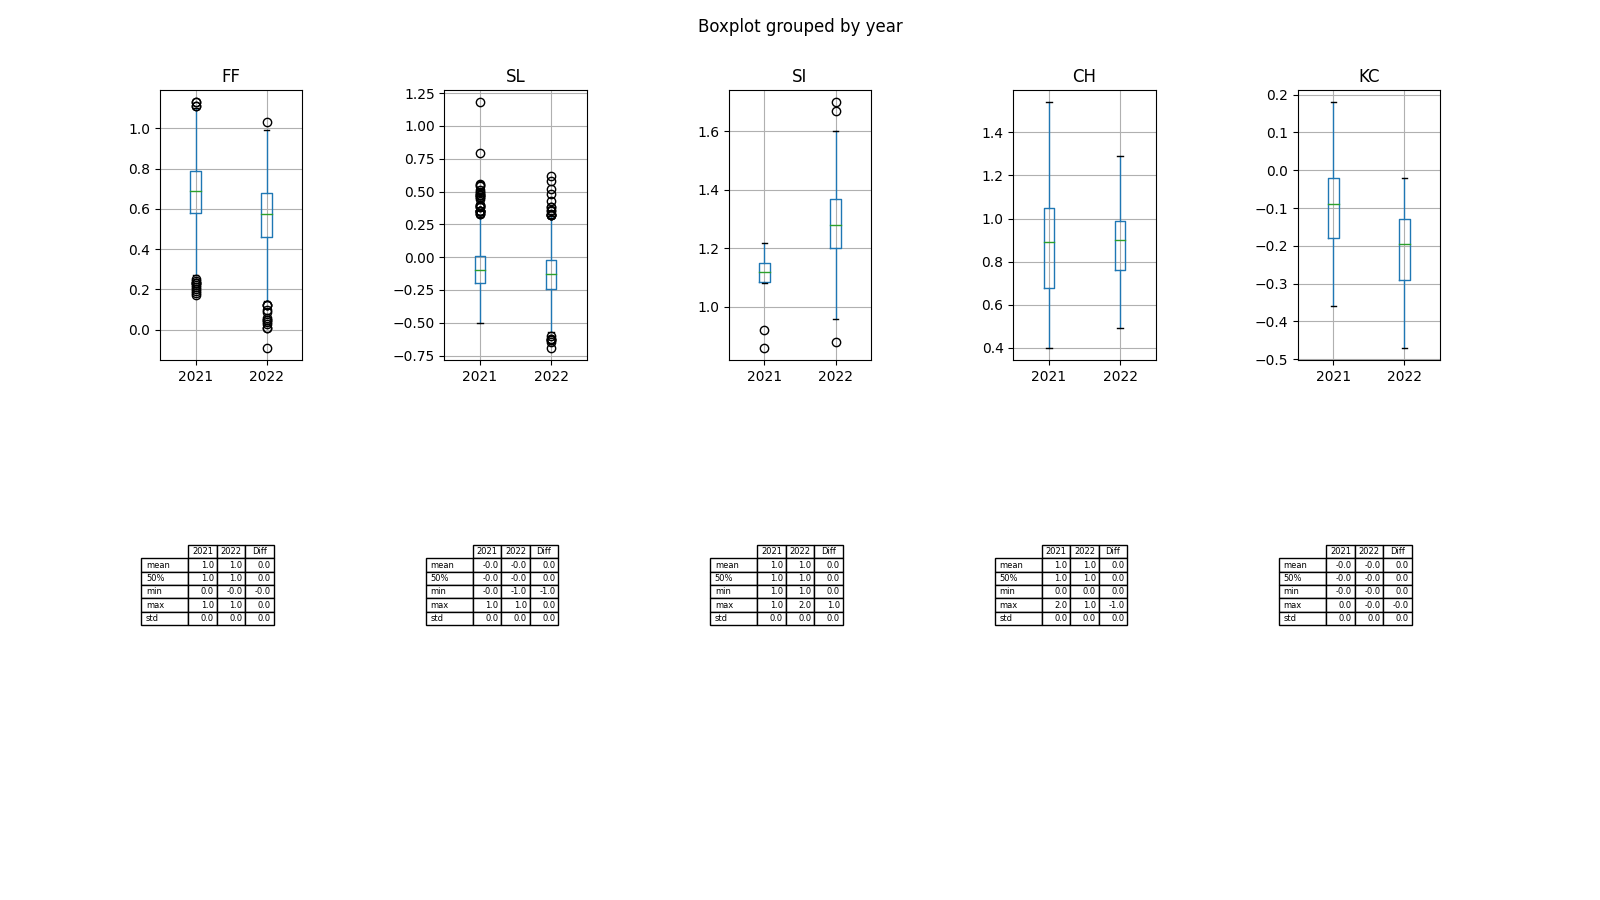 Boxplot grouped by year
FF
1.0
0.8
0.6
0.4
0.2
0.0
2021 2022
SL
1.25
1.00
0.75
0.50
0.25
0.00
−0.25
−0.50
−0.75
2021 2022
SI
1.6
1.4
1.2
1.0
2021 2022
CH
1.4
1.2
1.0
0.8
0.6
0.4
2021 2022
KC
0.2
0.1
0.0
−0.1
−0.2
−0.3
−0.4
−0.5
2021 2022
2021 2022 Diff
mean 1.0 1.0 0.0
50% 1.0 1.0 0.0
min 0.0 -0.0 -0.0
max 1.0 1.0 0.0
std 0.0 0.0 0.0
2021 2022 Diff
mean -0.0 -0.0 0.0
50% -0.0 -0.0 0.0
min -0.0 -1.0 -1.0
max 1.0 1.0 0.0
std 0.0 0.0 0.0
2021 2022 Diff
mean 1.0 1.0 0.0
50% 1.0 1.0 0.0
min 1.0 1.0 0.0
max 1.0 2.0 1.0
std 0.0 0.0 0.0
2021 2022 Diff
mean 1.0 1.0 0.0
50% 1.0 1.0 0.0
min 0.0 0.0 0.0
max 2.0 1.0 -1.0
std 0.0 0.0 0.0
2021 2022 Diff
mean -0.0 -0.0 0.0
50% -0.0 -0.0 0.0
min -0.0 -0.0 0.0
max 0.0 -0.0 -0.0
std 0.0 0.0 0.0